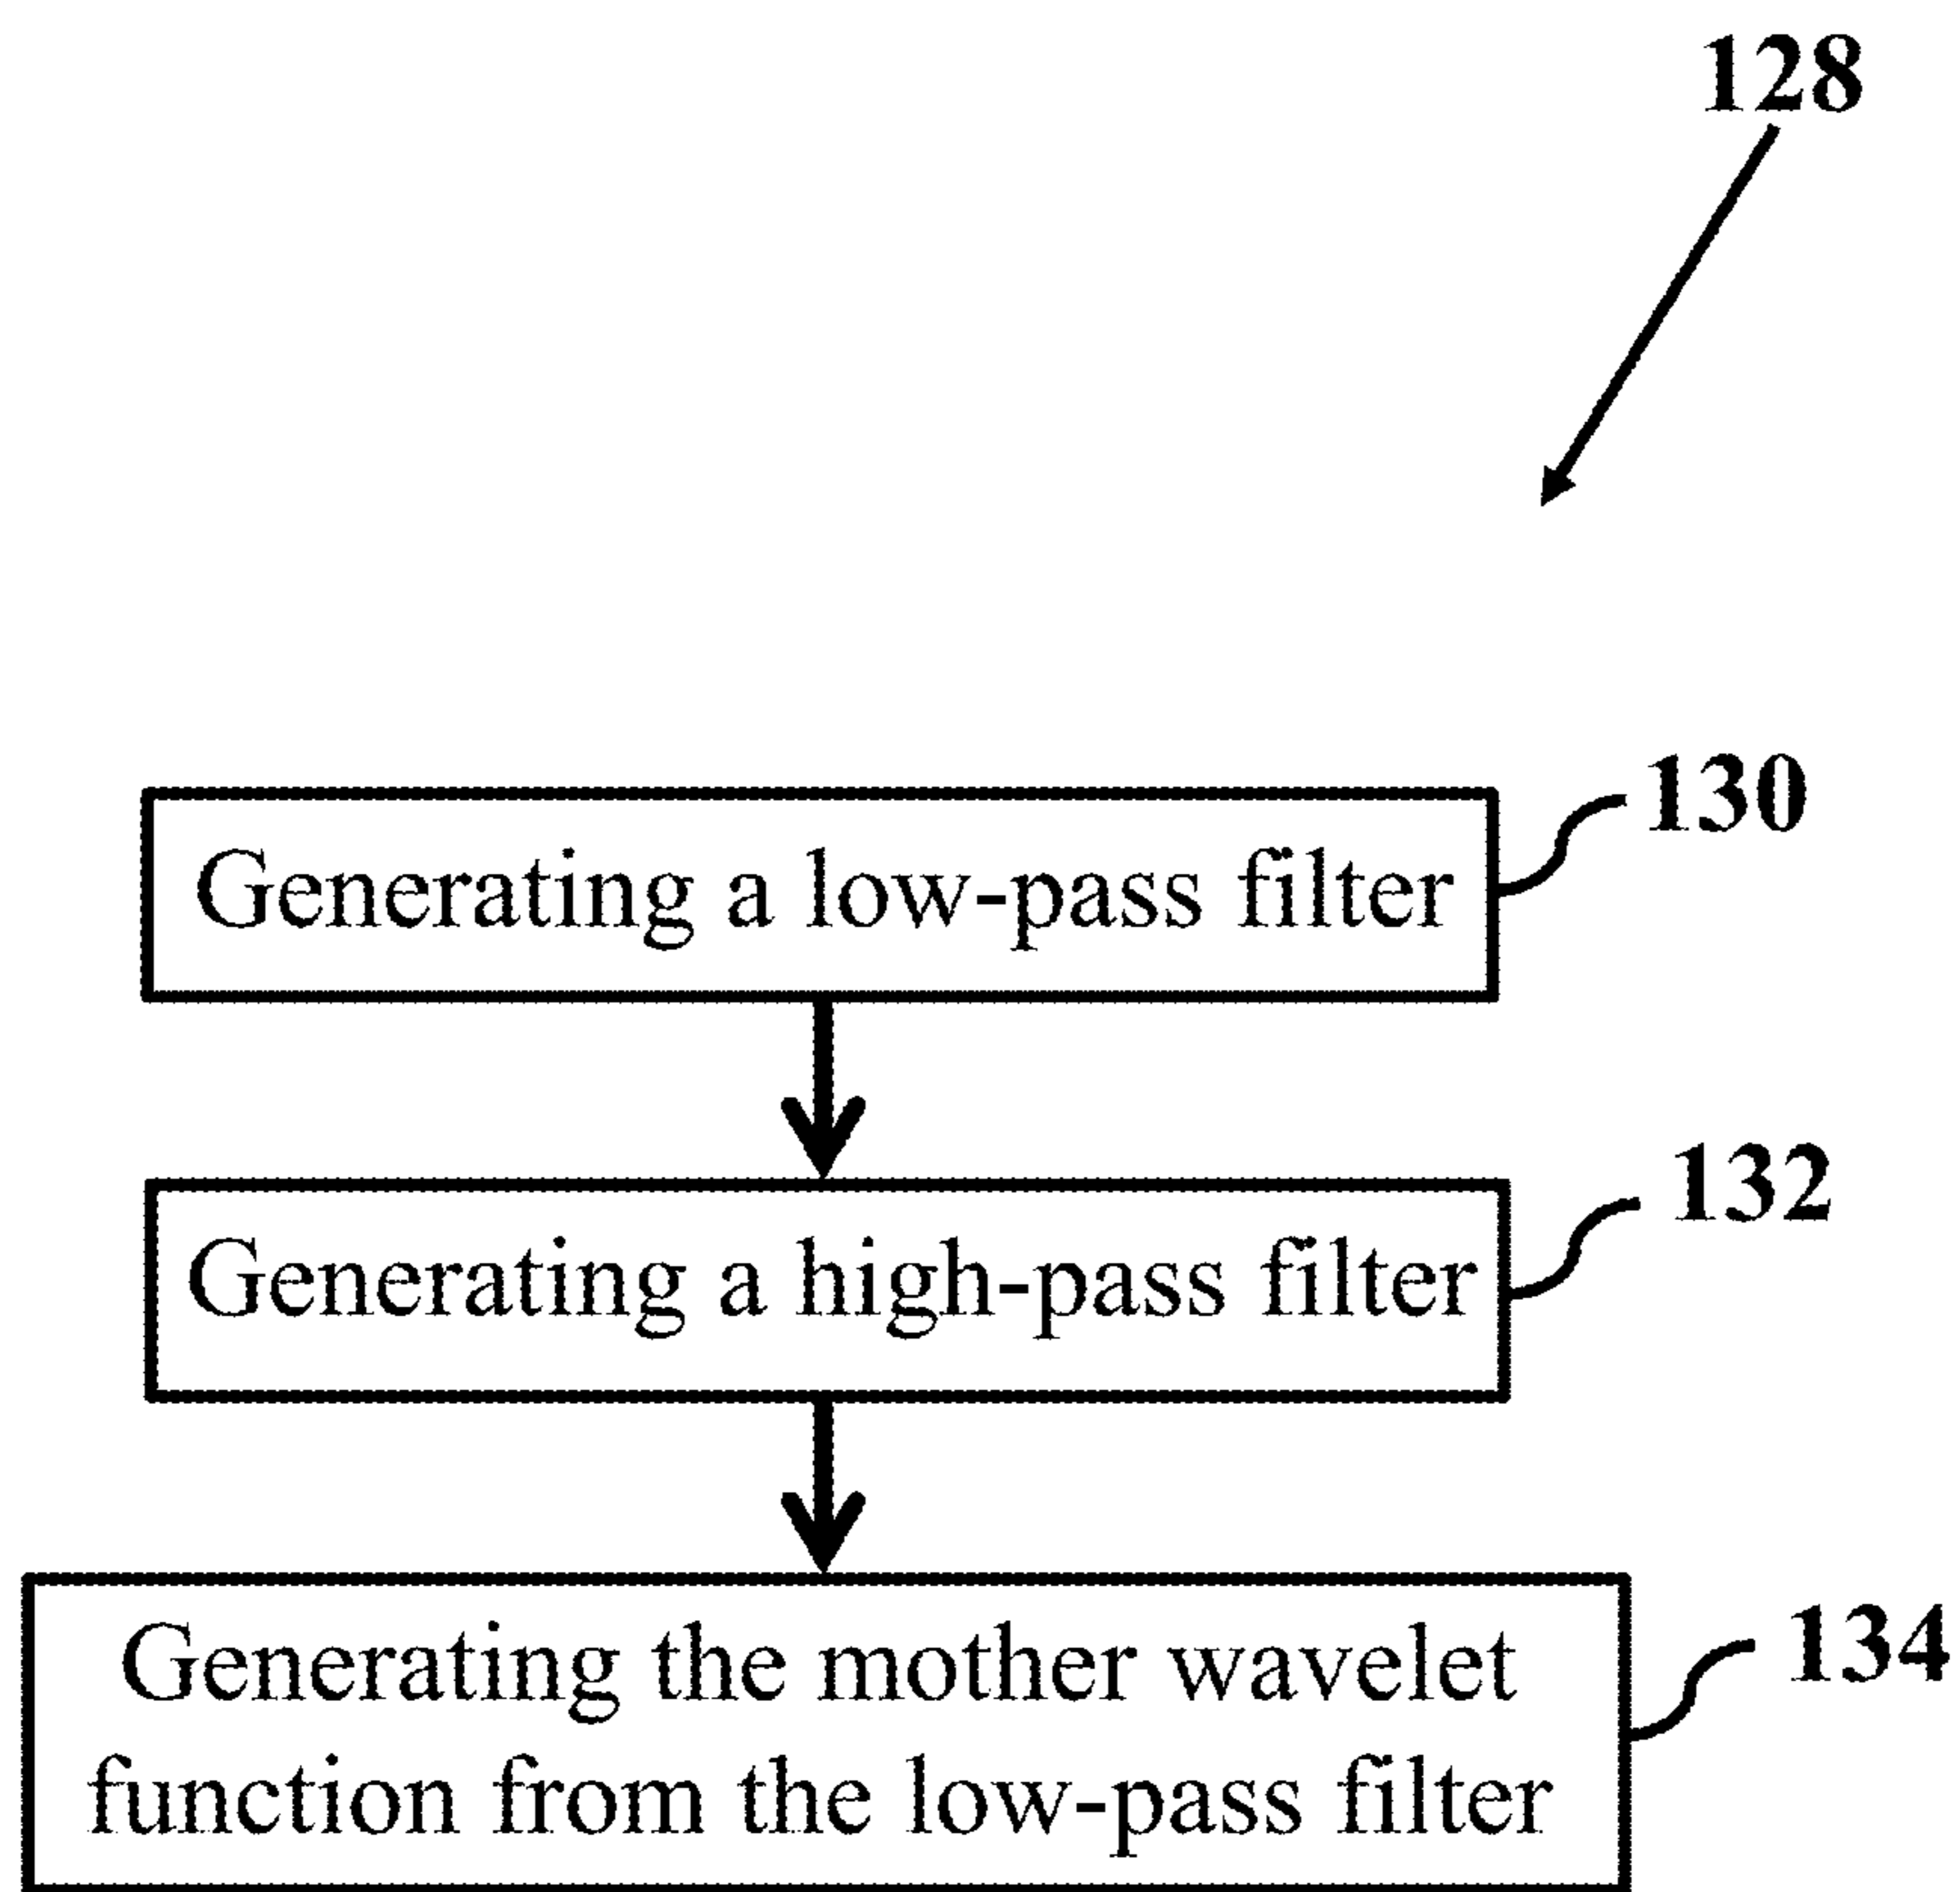 128
130
Generating a low-pass filter
132
Generating a high-pass filter
134
Generating the mother wavelet
function from the low-pass filter